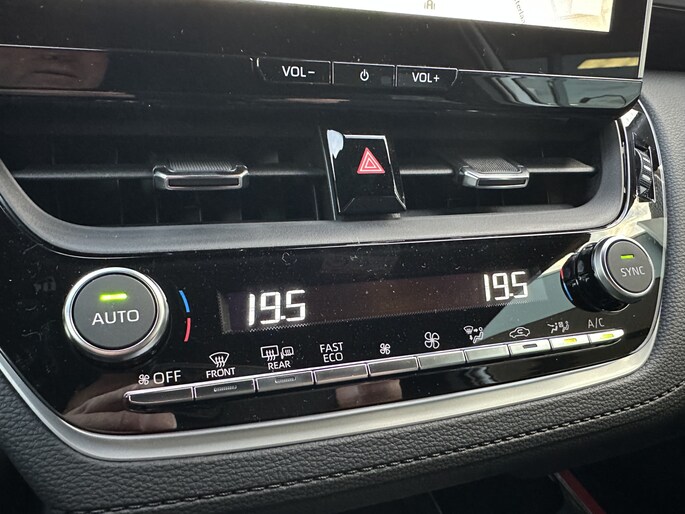 VOL−
VOL+
AUTO
19.5
19.5
SYNC
OFF
FRONT
REAR
FAST
ECO
A/C